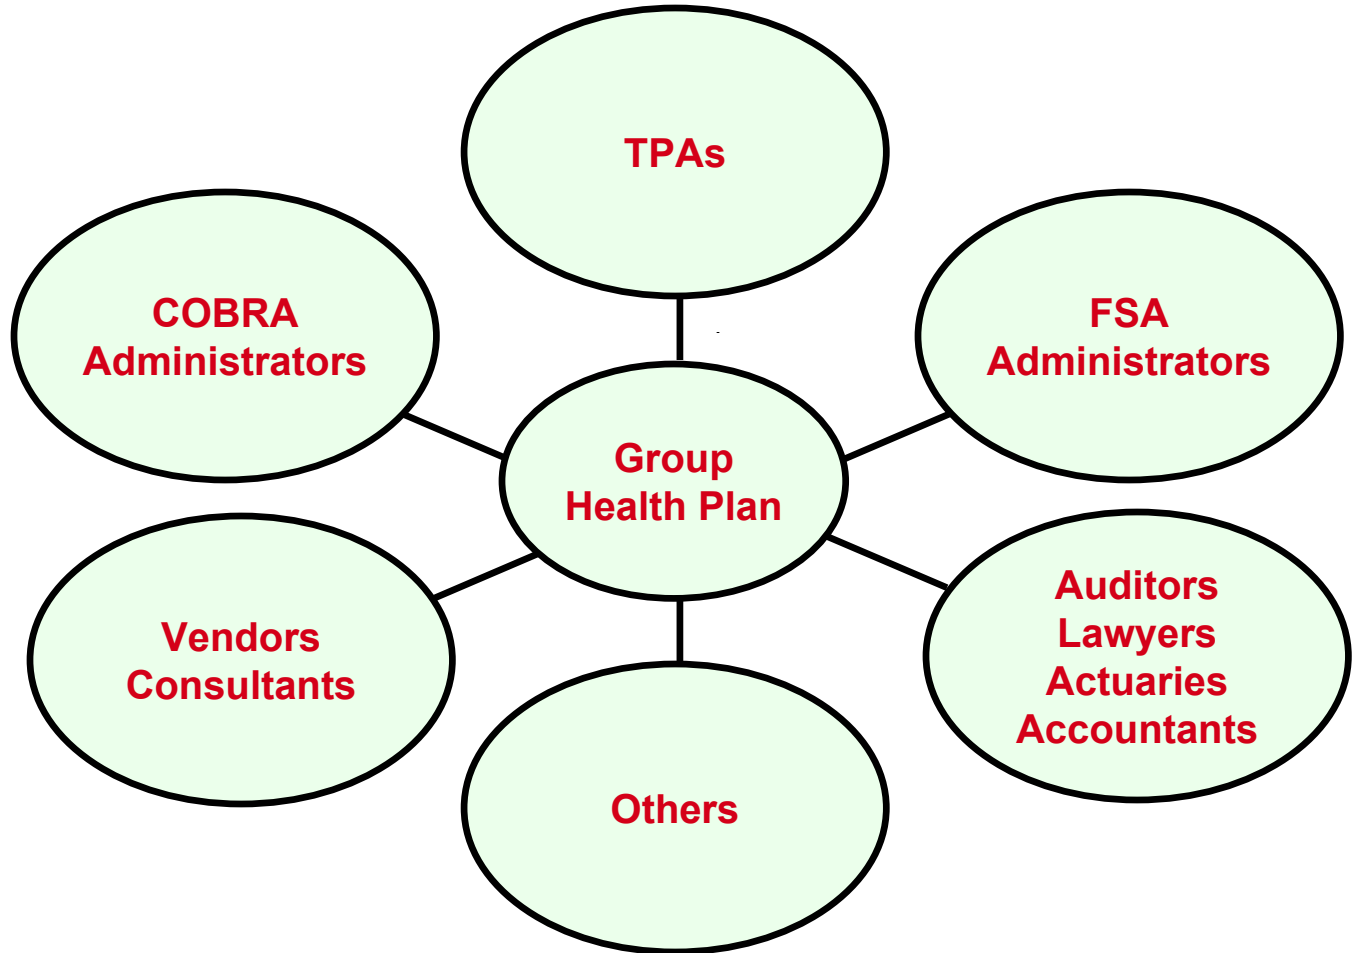 TPAs
COBRA
Administrators
FSA
Administrators
Group
Health Plan
Vendors
Consultants
Auditors
Lawyers
Actuaries
Accountants
Others